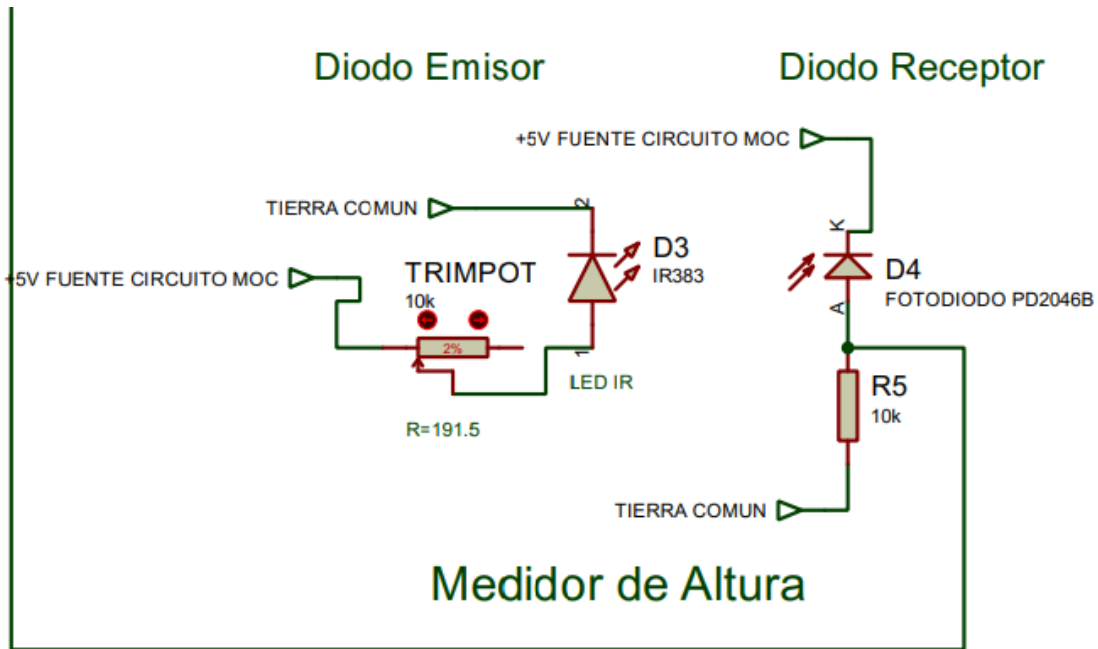 Diodo Emisor
Diodo Receptor
+5V FUENTE CIRCUITO MOC
TIERRA COMUN
2
D3
IR383
K
+5V FUENTE CIRCUITO MOC
TRIMPOT
10k
2%
D4
FOTODIODO PD2046B
A
1
LED IR
R=191.5
R5
10k
TIERRA COMUN
Medidor de Altura